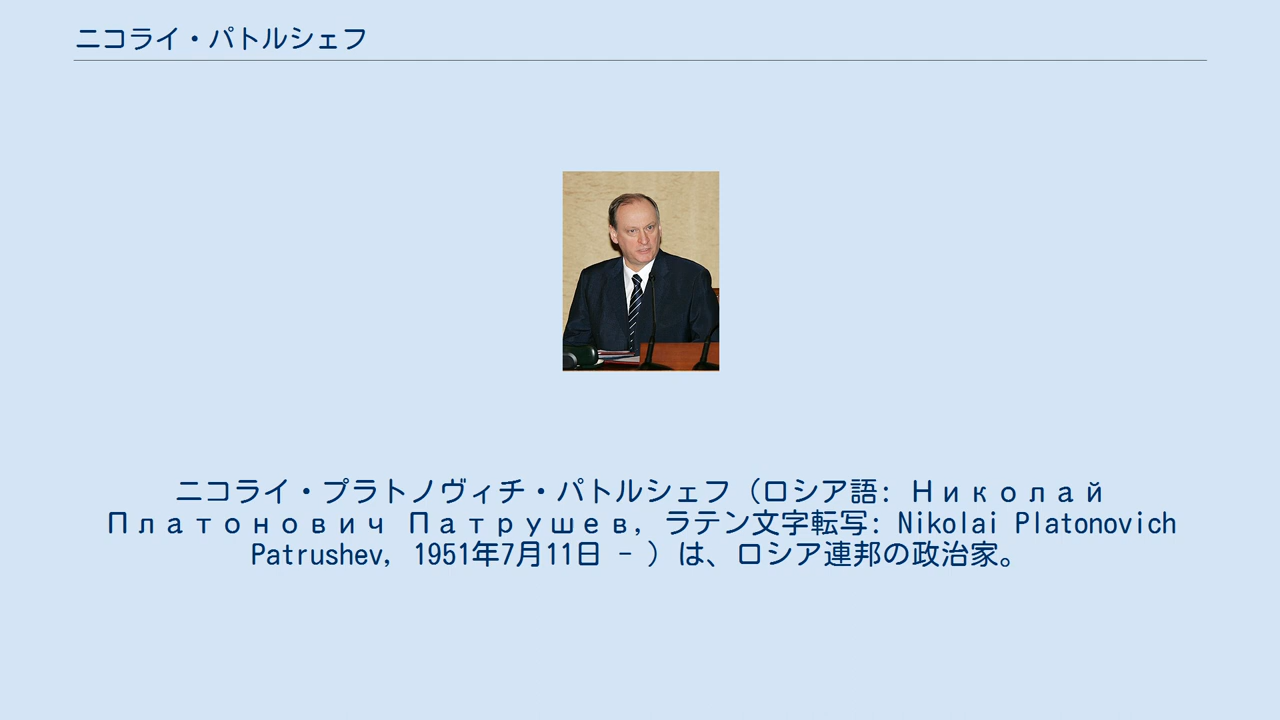 ニコライ・パトルシェフ
ニコライ・プラトノヴィチ・パトルシェフ（ロシア語: Николай
Платонович Патрушев, ラテン文字転写: Nikolai Platonovich
Patrushev, 1951年7月11日 - ）は、ロシア連邦の政治家。